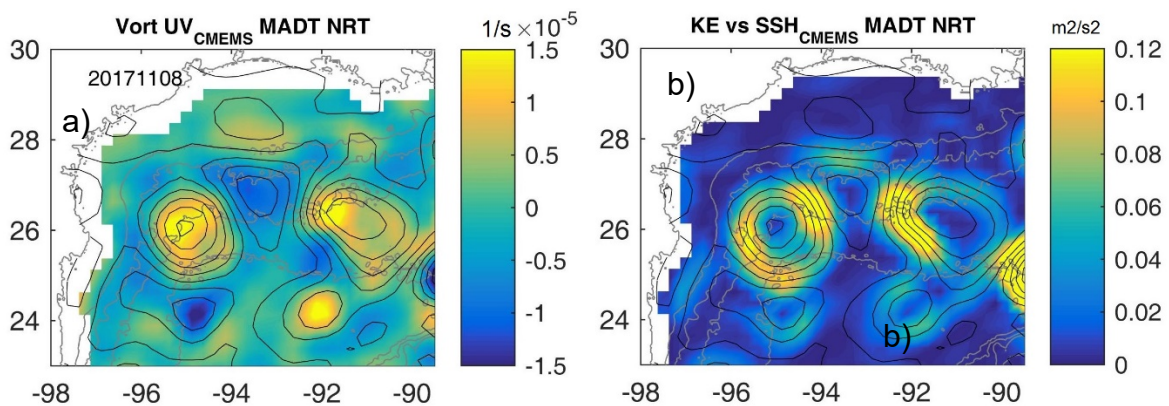 Vort UV_CMEMS MADT NRT
1/s ×10^-5
20171108
a)
30
28
26
24
-98 -96 -94 -92 -90
1.5
1
0.5
0
-0.5
-1
-1.5
KE vs SSH_CMEMS MADT NRT
m2/s2
b)
30
28
26
24
b)
-98 -96 -94 -92 -90
0.12
0.1
0.08
0.06
0.04
0.02
0